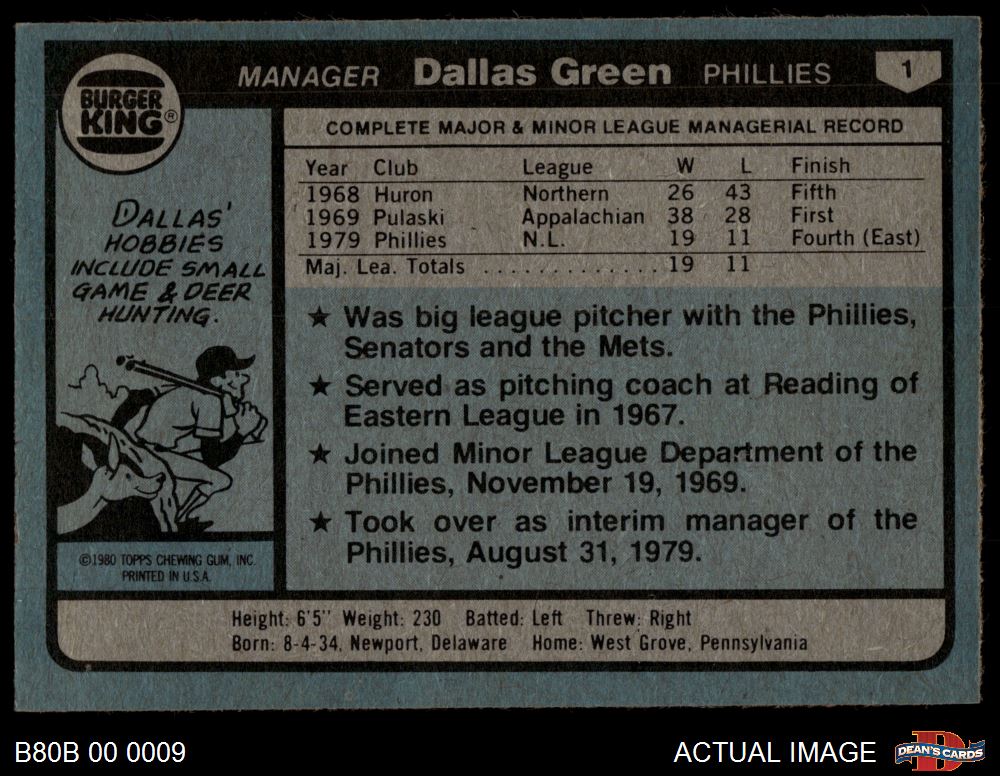 MANAGER Dallas Green PHILLIES 1
BURGER
KING®
COMPLETE MAJOR & MINOR LEAGUE MANAGERIAL RECORD
Year Club League W L Finish
1968 Huron Northern 26 43 Fifth
1969 Pulaski Appalachian 38 28 First
1979 Phillies N.L. 19 11 Fourth (East)
Maj. Lea. Totals . . . . . . . . . . . . . . . 19 11
DALLAS'
HOBBIES
INCLUDE SMALL
GAME & DEER
HUNTING.
★ Was big league pitcher with the Phillies,
Senators and the Mets.
★ Served as pitching coach at Reading of
Eastern League in 1967.
★ Joined Minor League Department of the
Phillies, November 19, 1969.
★ Took over as interim manager of the
Phillies, August 31, 1979.
©1980 TOPPS CHEWING GUM, INC.
PRINTED IN U.S.A.
Height: 6'5" Weight: 230 Batted: Left Threw: Right
Born: 8-4-34, Newport, Delaware Home: West Grove, Pennsylvania
B80B 00 0009
ACTUAL IMAGE
DEAN'S CARDS